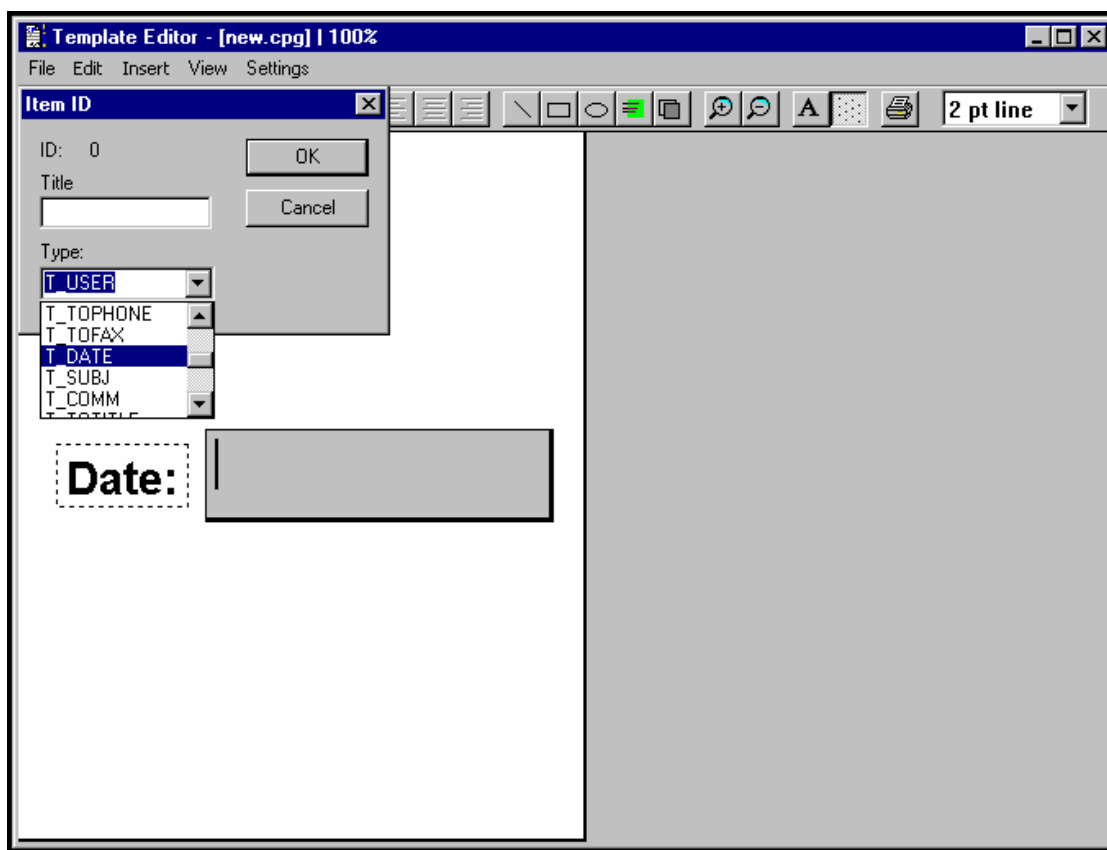 Template Editor - [new.cpg] | 100%
File Edit Insert View Settings
Item ID
2 pt line
ID: 0
OK
Title
Cancel
Type:
T_USER
T_TOPHONE
T_TOFAX
T_DATE
T_SUBJ
T_COMM
T_TOTITLE
Date: